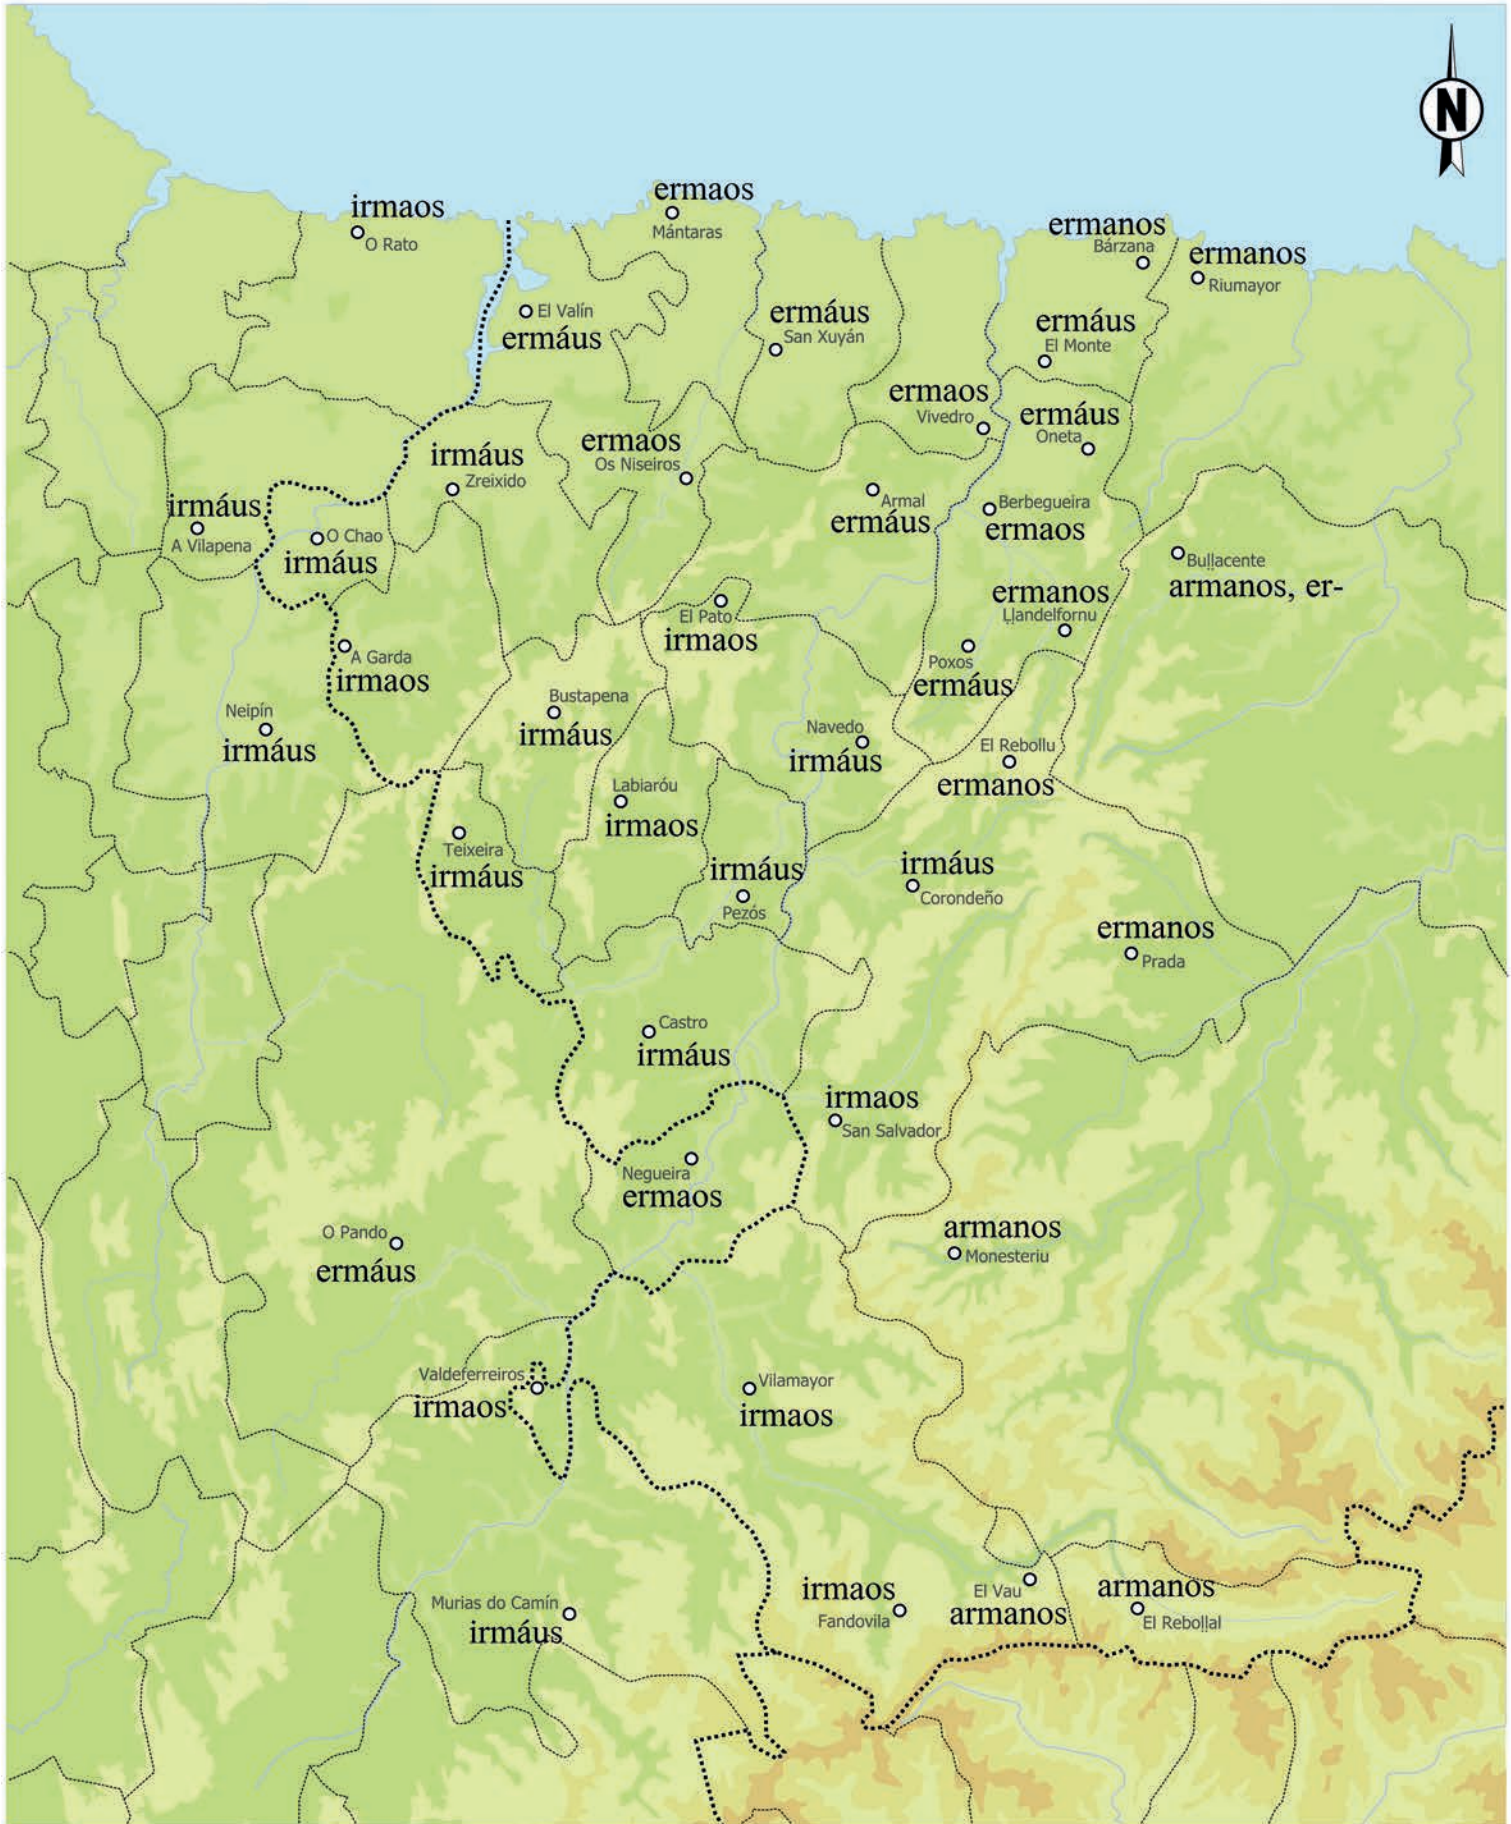 N
ermaos
Mántaras
irmaos
O Rato
ermanos
Bárzana
ermanos
Riumayor
El Valín
ermáus
ermáus
San Xuyán
ermáus
El Monte
ermaos
Vivedro
ermáus
Oneta
ermaos
Os Niseiros
irmáus
Zreixido
irmáus
A Vilapena
O Chao
irmáus
Armal
ermáus
Berbegueira
ermaos
Buḷḷacente
armanos, er-
ermanos
Ḷḷandelfornu
El Pato
irmaos
A Garda
irmaos
Poxos
ermáus
Bustapena
irmáus
Neipín
irmáus
Navedo
irmáus
El Rebollu
ermanos
Labiaróu
irmaos
Teixeira
irmáus
irmáus
Pezós
irmáus
Corondeño
ermanos
Prada
Castro
irmáus
irmaos
San Salvador
Negueira
ermaos
O Pando
ermáus
armanos
Monesteriu
Valdeferreiros
irmaos
Vilamayor
irmaos
Murias do Camín
irmáus
irmaos
Fandovila
El Vau
armanos
armanos
El Reboḷḷal